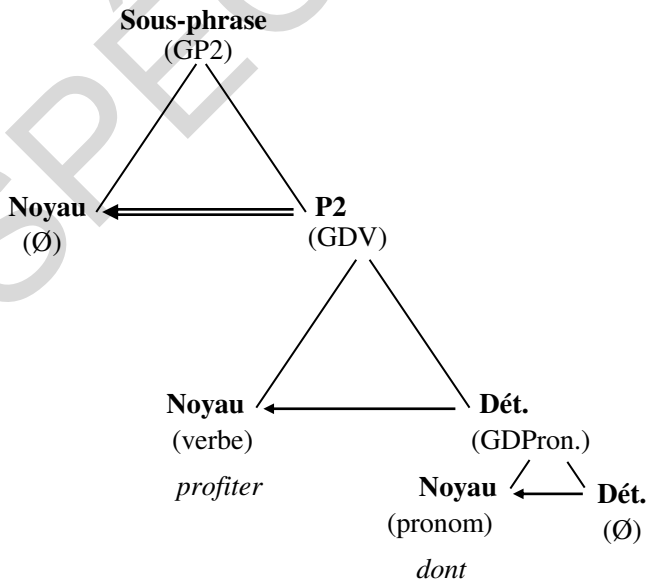 Sous-phrase
(GP2)
Noyau P2
(Ø) (GDV)
Noyau Dét.
(verbe) (GDPron.)
profiter
Noyau Dét.
(pronom) (Ø)
dont